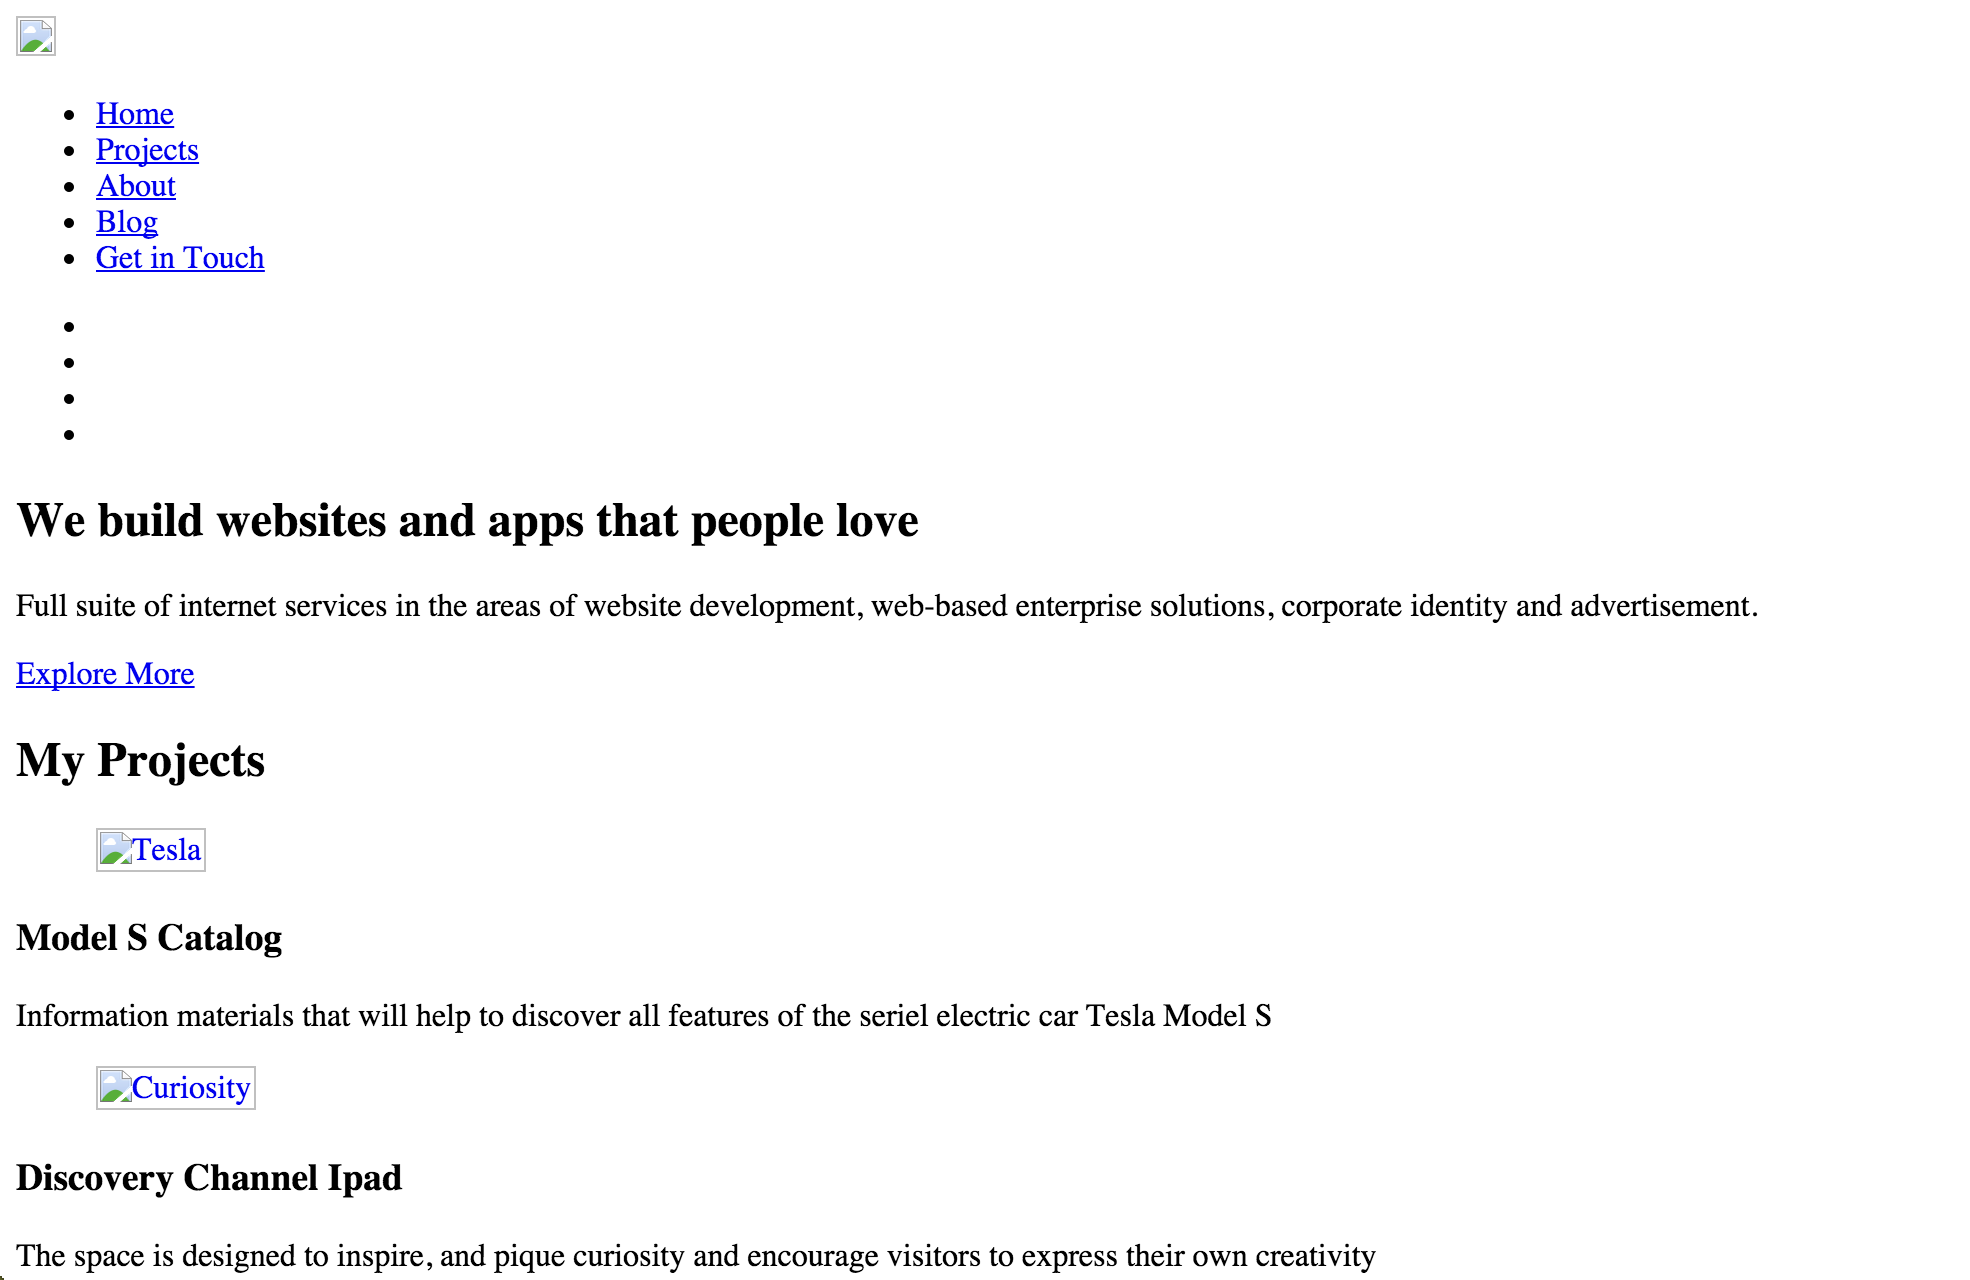 Home
Projects
About
Blog
Get in Touch
We build websites and apps that people love
Full suite of internet services in the areas of website development, web-based enterprise solutions, corporate identity and advertisement.
Explore More
My Projects
Tesla
Model S Catalog
Information materials that will help to discover all features of the seriel electric car Tesla Model S
Curiosity
Discovery Channel Ipad
The space is designed to inspire, and pique curiosity and encourage visitors to express their own creativity